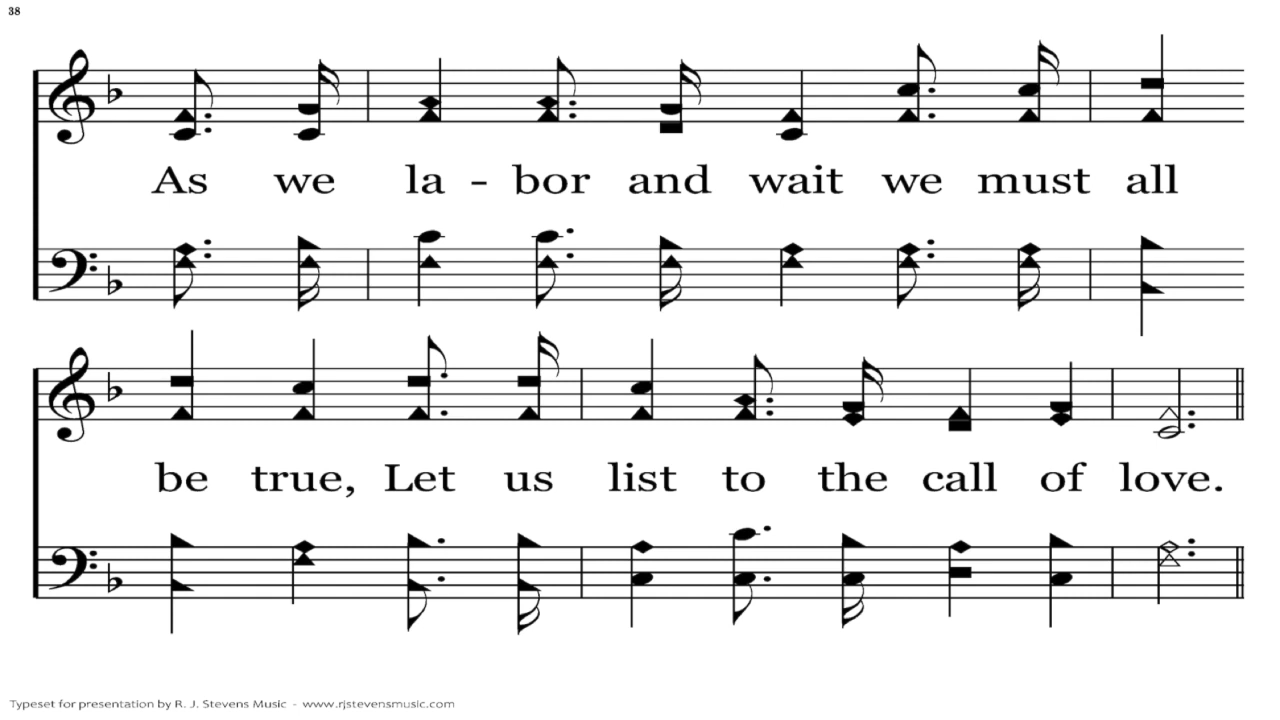 38
As we la - bor and wait we must all
be true, Let us list to the call of love.
Typeset for presentation by R. J. Stevens Music - www.rjstevensmusic.com